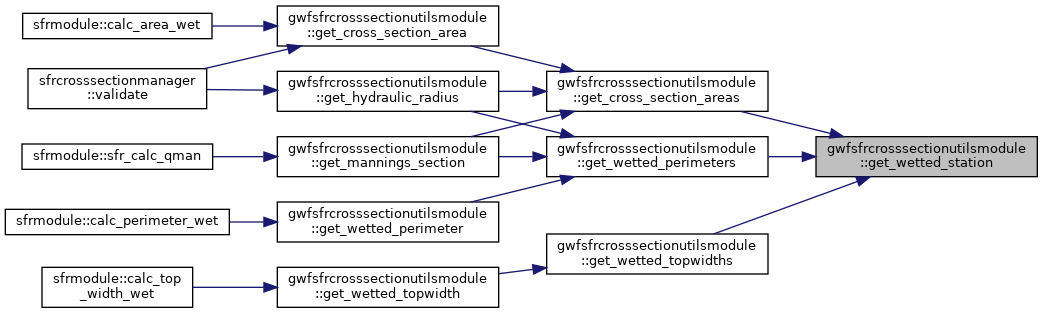 sfrmodule::calc_area_wet
gwfsfrcrosssectionutilsmodule
::get_cross_section_area
sfrcrosssectionmanager
::validate
gwfsfrcrosssectionutilsmodule
::get_hydraulic_radius
gwfsfrcrosssectionutilsmodule
::get_cross_section_areas
sfrmodule::sfr_calc_qman
gwfsfrcrosssectionutilsmodule
::get_mannings_section
gwfsfrcrosssectionutilsmodule
::get_wetted_perimeters
gwfsfrcrosssectionutilsmodule
::get_wetted_station
sfrmodule::calc_perimeter_wet
gwfsfrcrosssectionutilsmodule
::get_wetted_perimeter
gwfsfrcrosssectionutilsmodule
::get_wetted_topwidths
sfrmodule::calc_top
_width_wet
gwfsfrcrosssectionutilsmodule
::get_wetted_topwidth